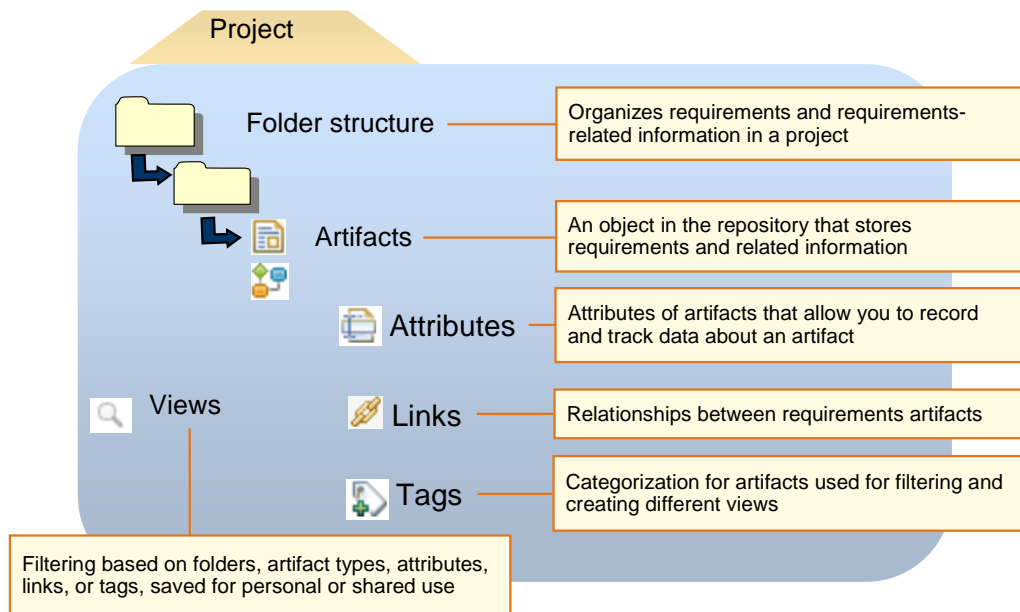 Project
Folder structure
Organizes requirements and requirements-
related information in a project
Artifacts
An object in the repository that stores
requirements and related information
Attributes
Attributes of artifacts that allow you to record
and track data about an artifact
Views
Links
Relationships between requirements artifacts
Tags
Categorization for artifacts used for filtering and
creating different views
Filtering based on folders, artifact types, attributes,
links, or tags, saved for personal or shared use